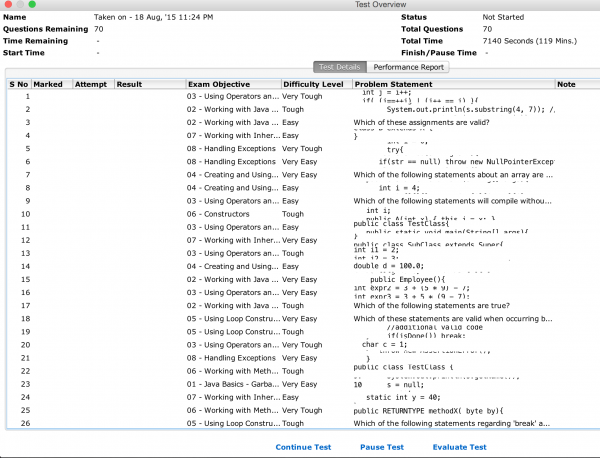 Test Overview
Name Taken on - 18 Aug, '15 11:24 PM Status Not Started
Questions Remaining 70 Total Questions 70
Time Remaining - Total Time 7140 Seconds (119 Mins.)
Start Time - Finish/Pause Time -
Test Details Performance Report
S No Marked Attempt Result Exam Objective Difficulty Level Problem Statement Note
1 03 - Using Operators an... Very Tough int j = i++;
if( (i==++i) | (i++ == i) ){
2 02 - Working with Java ... Tough System.out.println(s.substring(4, 7)); /.
3 02 - Working with Java ... Very Easy Which of these assignments are valid?
4 07 - Working with Inher... Very Easy }
5 08 - Handling Exceptions Very Tough try{
6 08 - Handling Exceptions Very Easy if(str == null) throw new NullPointerExcep
7 04 - Creating and Using... Very Tough Which of the following statements about an array are ...
8 04 - Creating and Using... Easy int i = 4;
9 03 - Using Operators an... Easy Which of the following statements will compile withou...
10 06 - Constructors Tough int i;
public A(int x) { this.i = x; }
11 03 - Using Operators an... Easy public class TestClass{
public static void main(String[] args){
12 07 - Working with Inher... Very Easy }
public class SubClass extends Super{
13 03 - Using Operators an... Tough int i1 = 2;
int i2 = 3;
14 04 - Creating and Using... Easy double d = 100.0;
15 02 - Working with Java ... Very Easy public Employee(){
16 03 - Using Operators an... Very Easy int expr2 = 3 + (5 * 9) - 7;
int expr3 = 3 + 5 * (9 - 7);
17 02 - Working with Java ... Tough Which of the following statements are true?
18 05 - Using Loop Constru... Very Easy Which of these statements are valid when occurring b...
19 05 - Using Loop Constru... Tough //additional valid code
if(isDone()) break;
20 03 - Using Operators an... Very Tough char c = 1;
21 08 - Handling Exceptions Very Easy throw new AssertionError();
}
22 06 - Working with Meth... Tough public class TestClass {
23 01 - Java Basics - Garba... Very Easy 10 s = null;
24 07 - Working with Inher... Easy static int y = 40;
25 06 - Working with Meth... Very Tough public RETURNTYPE methodX( byte by){
26 05 - Using Loop Constru... Tough Which of the following statements regarding 'break' a...
Continue Test Pause Test Evaluate Test